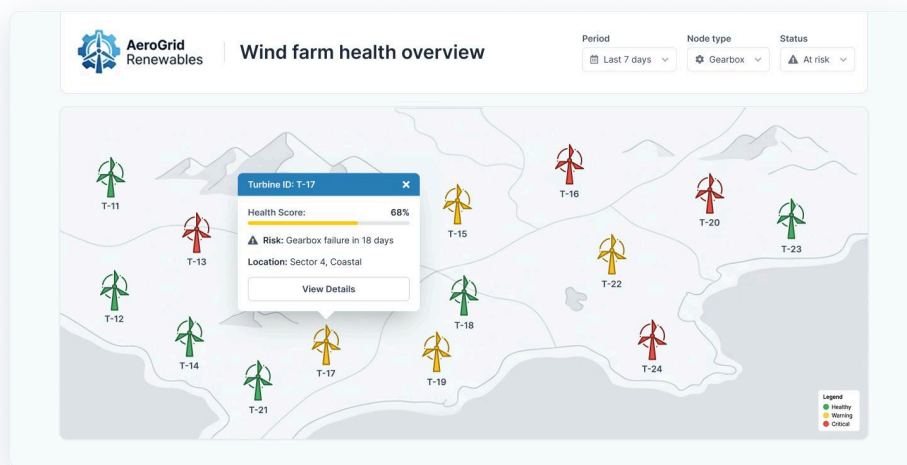 AeroGrid
Renewables
Wind farm health overview
Period
Last 7 days
Node type
Gearbox
Status
At risk
T-11
T-13
T-12
T-14
T-21
Turbine ID: T-17
Health Score: 68%
Risk: Gearbox failure in 18 days
Location: Sector 4, Coastal
View Details
T-17
T-15
T-18
T-19
T-16
T-22
T-20
T-23
T-24
Legend
Healthy
Warning
Critical